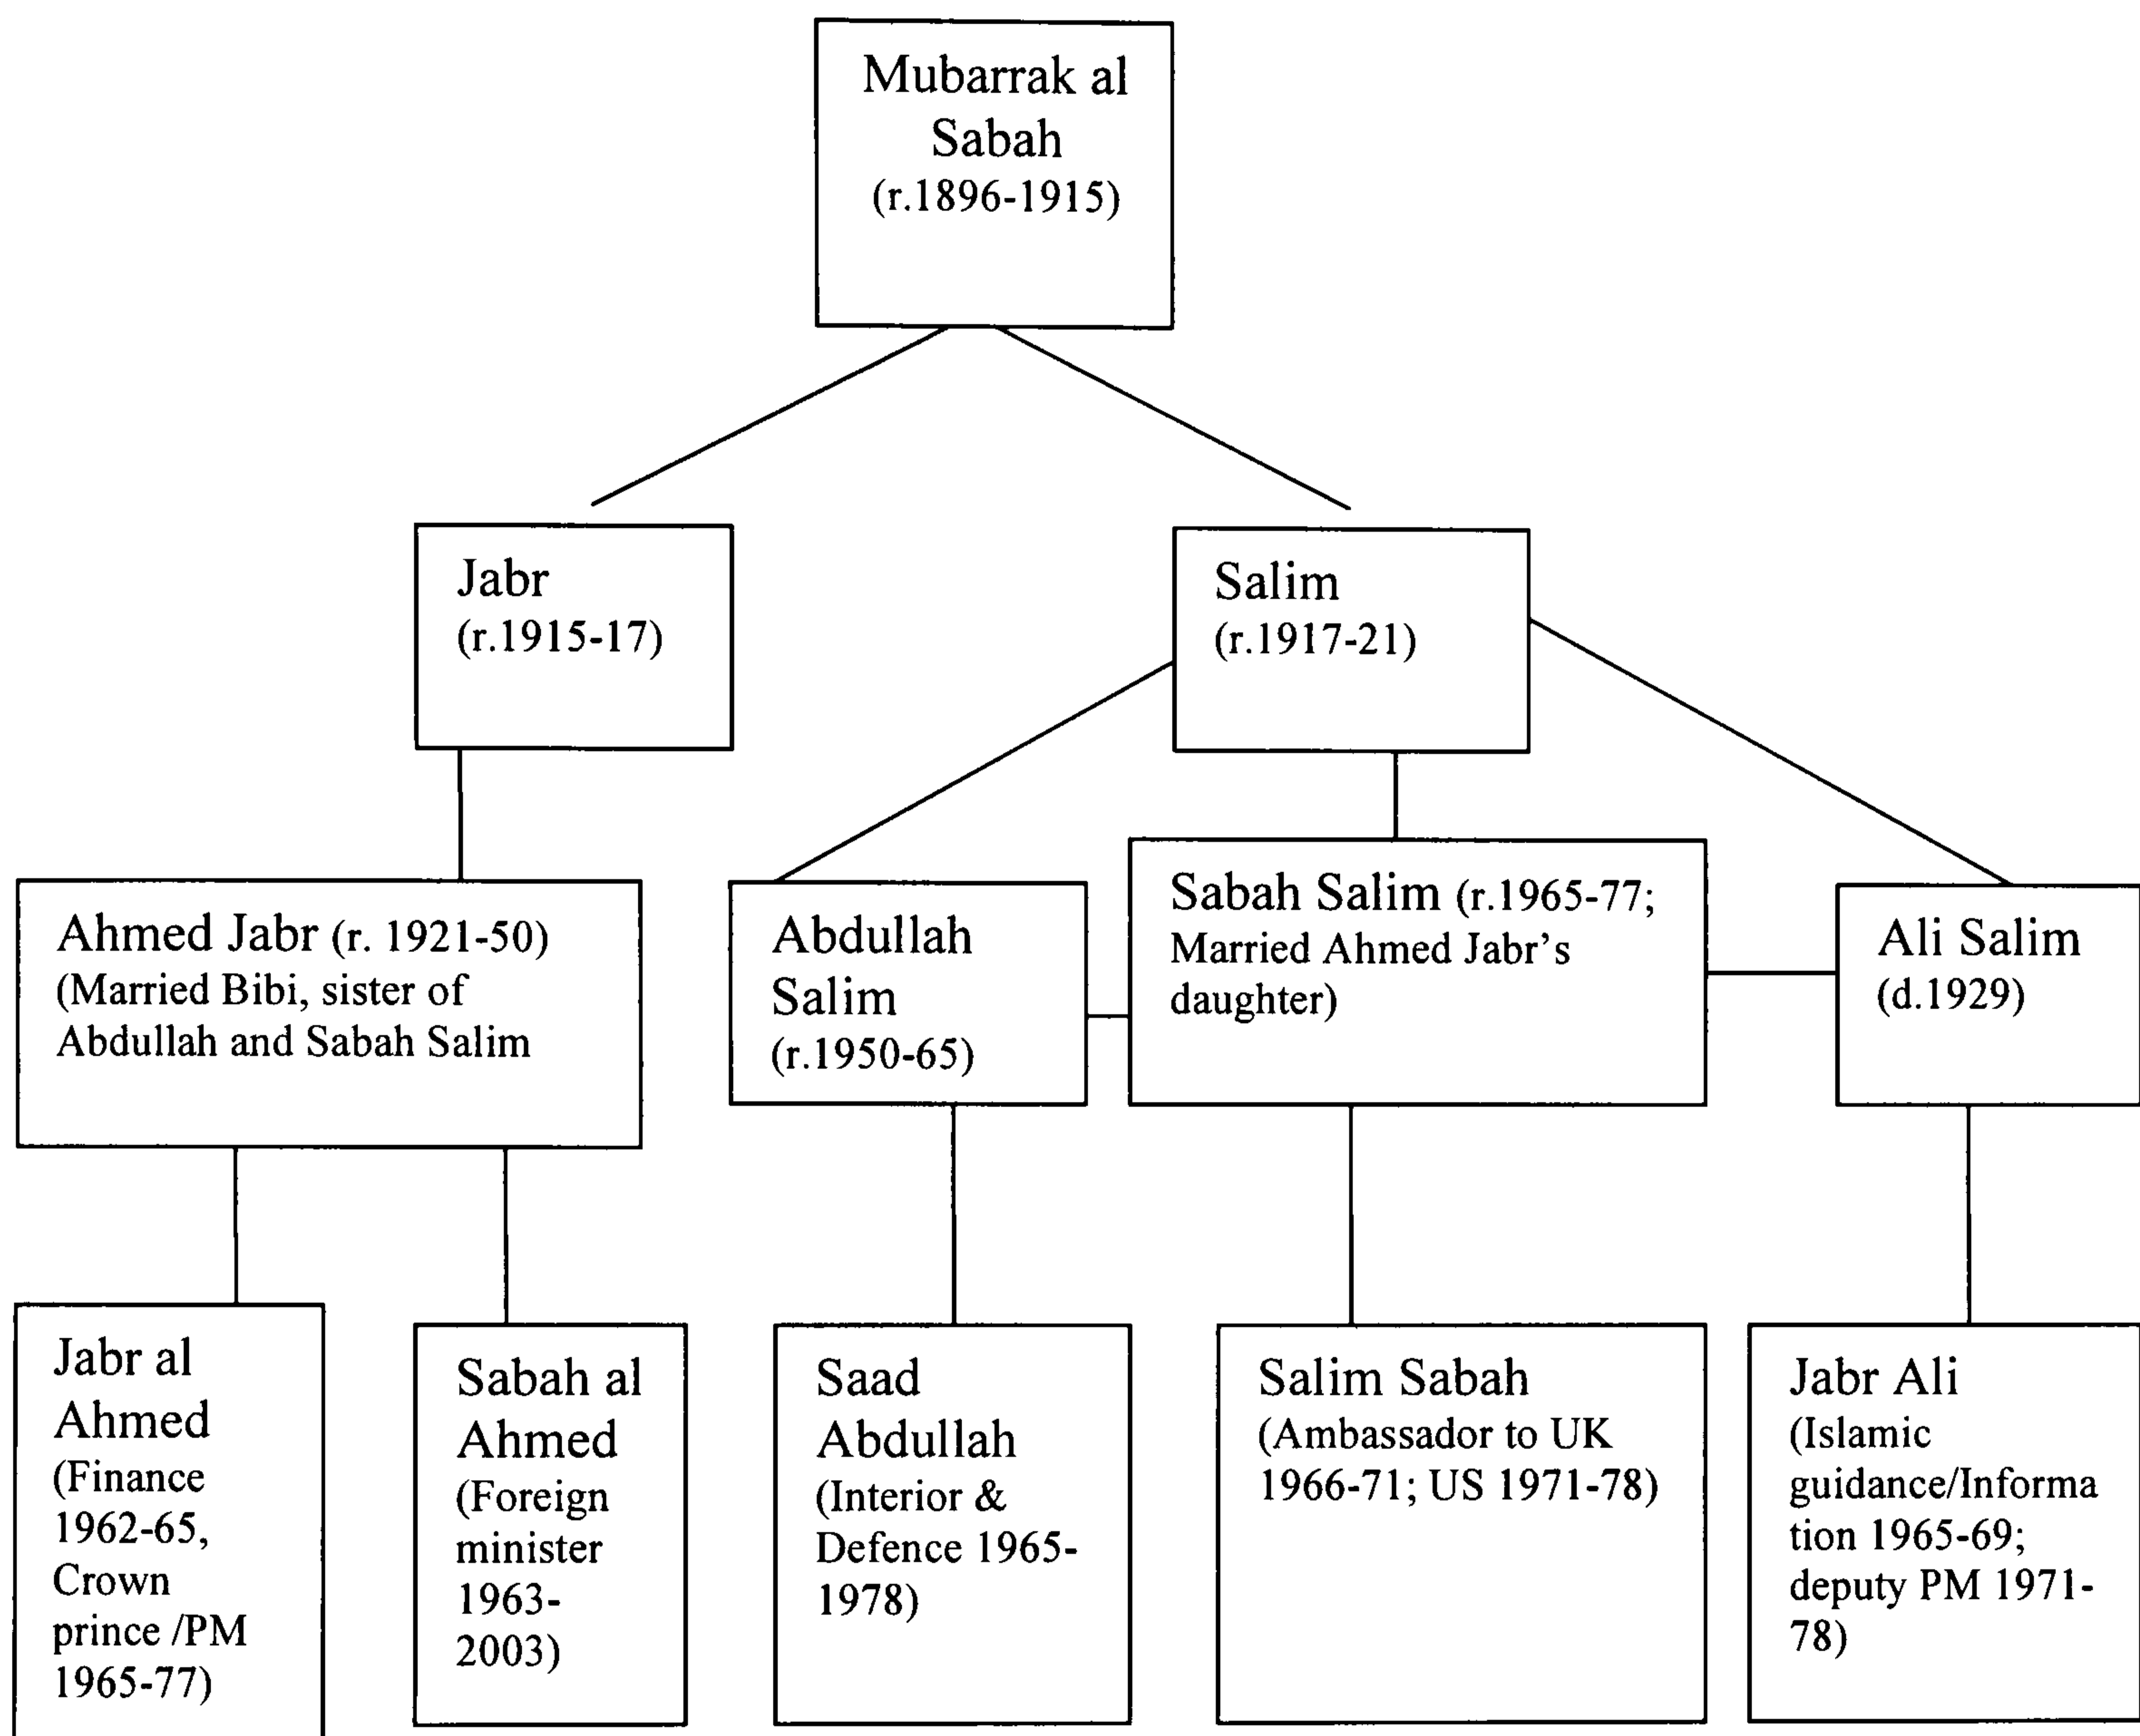 Mubarrak al
Sabah
(r.1896-1915)
Jabr
(r.1915-17)
Salim
(r.1917-21)
Ahmed Jabr (r. 1921-50)
(Married Bibi, sister of
Abdullah and Sabah Salim
Abdullah
Salim
(r.1950-65)
Sabah Salim (r.1965-77;
Married Ahmed Jabr's
daughter)
Ali Salim
(d.1929)
Jabr al
Ahmed
(Finance
1962-65,
Crown
prince /PM
1965-77)
Sabah al
Ahmed
(Foreign
minister
1963-
2003)
Saad
Abdullah
(Interior &
Defence 1965-
1978)
Salim Sabah
(Ambassador to UK
1966-71; US 1971-78)
Jabr Ali
(Islamic
guidance/Informa
tion 1965-69;
deputy PM 1971-
78)